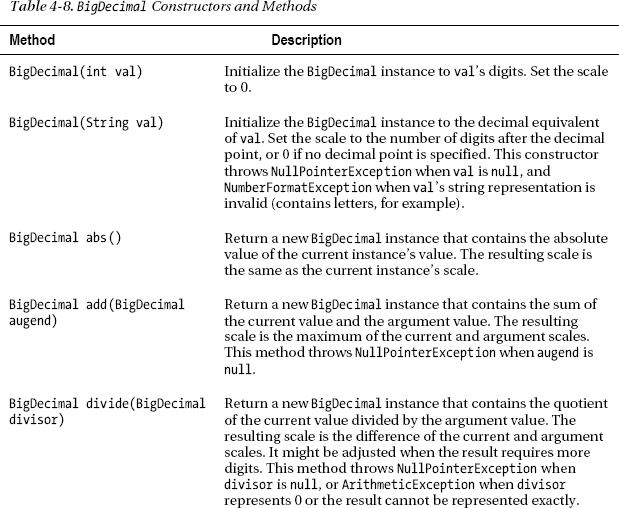 Table 4-8. BigDecimal Constructors and Methods
Method Description
BigDecimal(int val) Initialize the BigDecimal instance to val’s digits. Set the scale
to 0.
BigDecimal(String val) Initialize the BigDecimal instance to the decimal equivalent
of val. Set the scale to the number of digits after the decimal
point, or 0 if no decimal point is specified. This constructor
throws NullPointerException when val is null, and
NumberFormatException when val’s string representation is
invalid (contains letters, for example).
BigDecimal abs() Return a new BigDecimal instance that contains the absolute
value of the current instance’s value. The resulting scale is
the same as the current instance’s scale.
BigDecimal add(BigDecimal Return a new BigDecimal instance that contains the sum of
augend) the current value and the argument value. The resulting
scale is the maximum of the current and argument scales.
This method throws NullPointerException when augend is
null.
BigDecimal divide(BigDecimal Return a new BigDecimal instance that contains the quotient
divisor) of the current value divided by the argument value. The
resulting scale is the difference of the current and argument
scales. It might be adjusted when the result requires more
digits. This method throws NullPointerException when
divisor is null, or ArithmeticException when divisor
represents 0 or the result cannot be represented exactly.